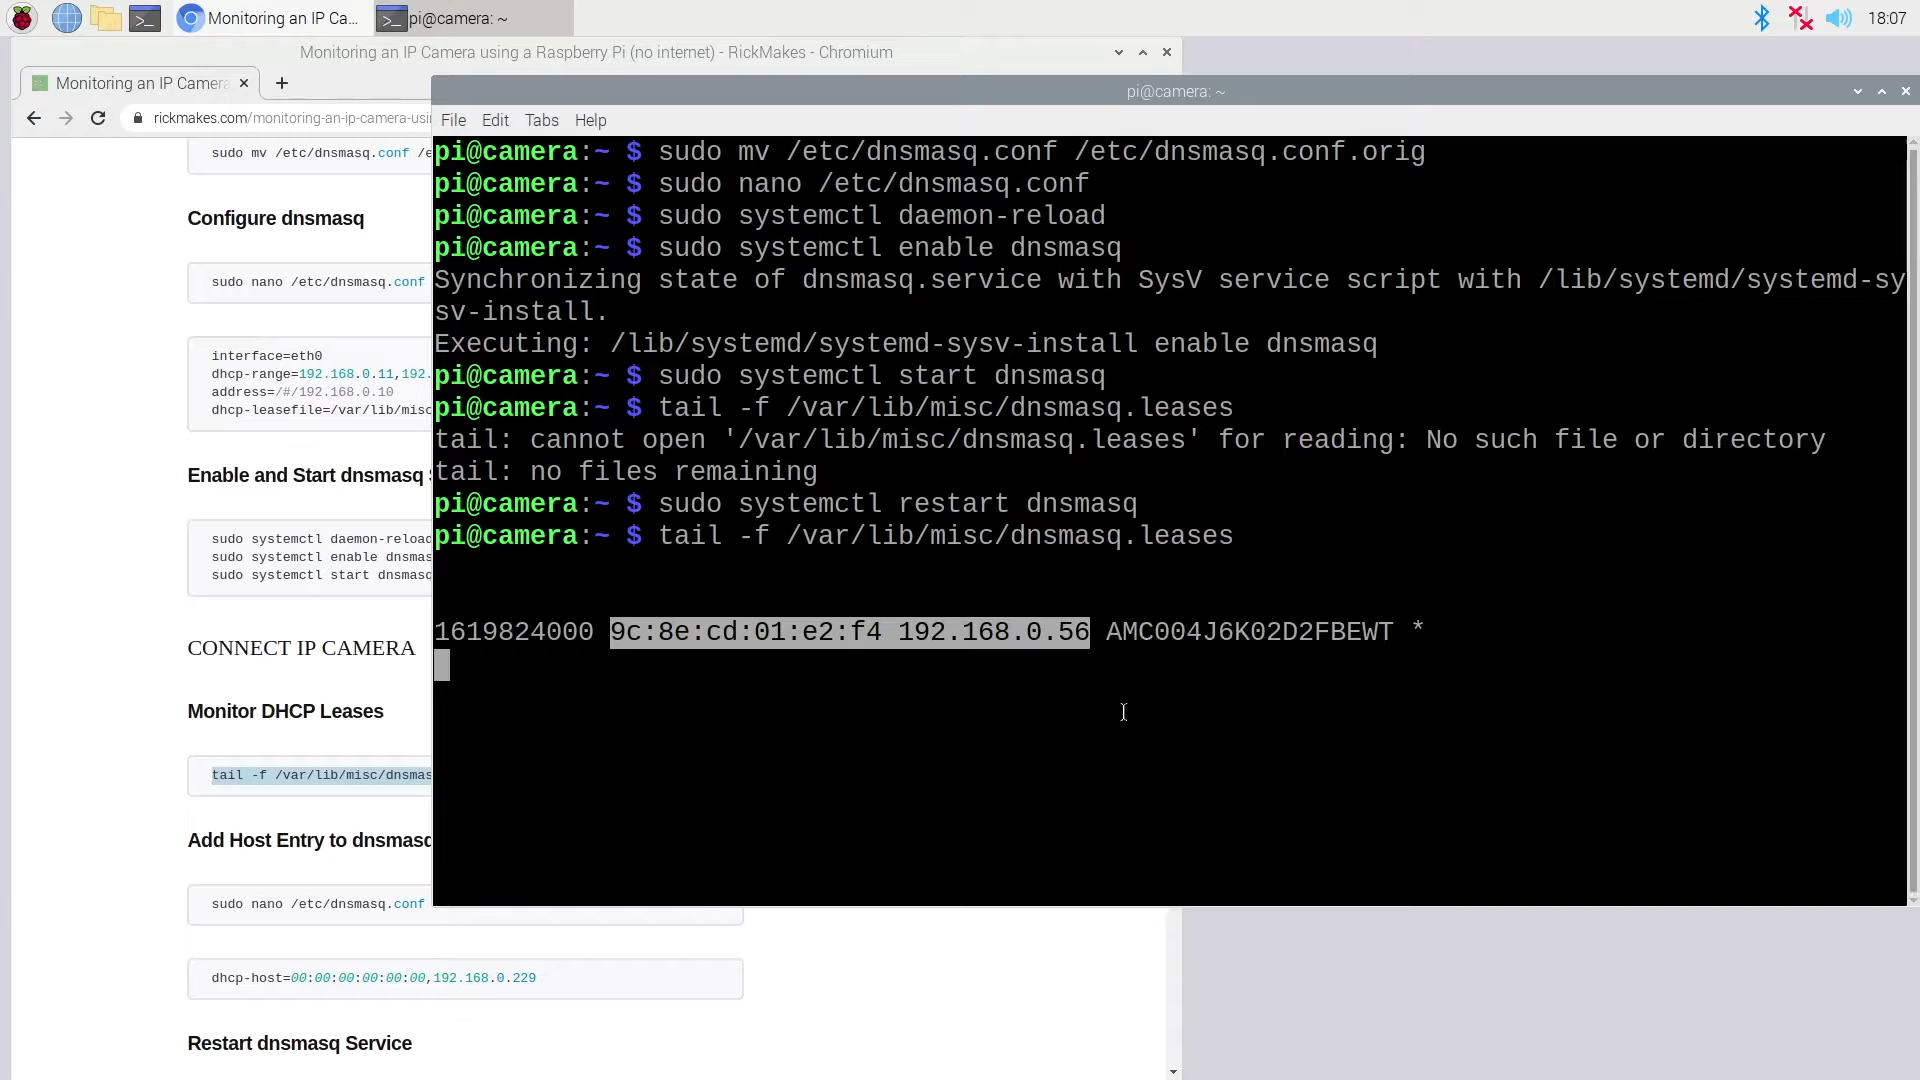 Monitoring an IP Ca...
pi@camera: ~
18:07
Monitoring an IP Camera using a Raspberry Pi (no internet) - RickMakes - Chromium
Monitoring an IP Camera
pi@camera: ~
rickmakes.com/monitoring-an-ip-camera-usi
File Edit Tabs Help
sudo mv /etc/dnsmasq.conf /e
Configure dnsmasq
sudo nano /etc/dnsmasq.conf
interface=eth0
dhcp-range=192.168.0.11,192.
address=/#/192.168.0.10
dhcp-leasefile=/var/lib/misc
Enable and Start dnsmasq S
sudo systemctl daemon-reload
sudo systemctl enable dnsmas
sudo systemctl start dnsmasq
CONNECT IP CAMERA
Monitor DHCP Leases
tail -f /var/lib/misc/dnsmas
Add Host Entry to dnsmasq
sudo nano /etc/dnsmasq.conf
dhcp-host=00:00:00:00:00:00,192.168.0.229
Restart dnsmasq Service
pi@camera:~ $ sudo mv /etc/dnsmasq.conf /etc/dnsmasq.conf.orig
pi@camera:~ $ sudo nano /etc/dnsmasq.conf
pi@camera:~ $ sudo systemctl daemon-reload
pi@camera:~ $ sudo systemctl enable dnsmasq
Synchronizing state of dnsmasq.service with SysV service script with /lib/systemd/systemd-sy
sv-install.
Executing: /lib/systemd/systemd-sysv-install enable dnsmasq
pi@camera:~ $ sudo systemctl start dnsmasq
pi@camera:~ $ tail -f /var/lib/misc/dnsmasq.leases
tail: cannot open '/var/lib/misc/dnsmasq.leases' for reading: No such file or directory
tail: no files remaining
pi@camera:~ $ sudo systemctl restart dnsmasq
pi@camera:~ $ tail -f /var/lib/misc/dnsmasq.leases
1619824000 9c:8e:cd:01:e2:f4 192.168.0.56 AMC004J6K02D2FBEWT *